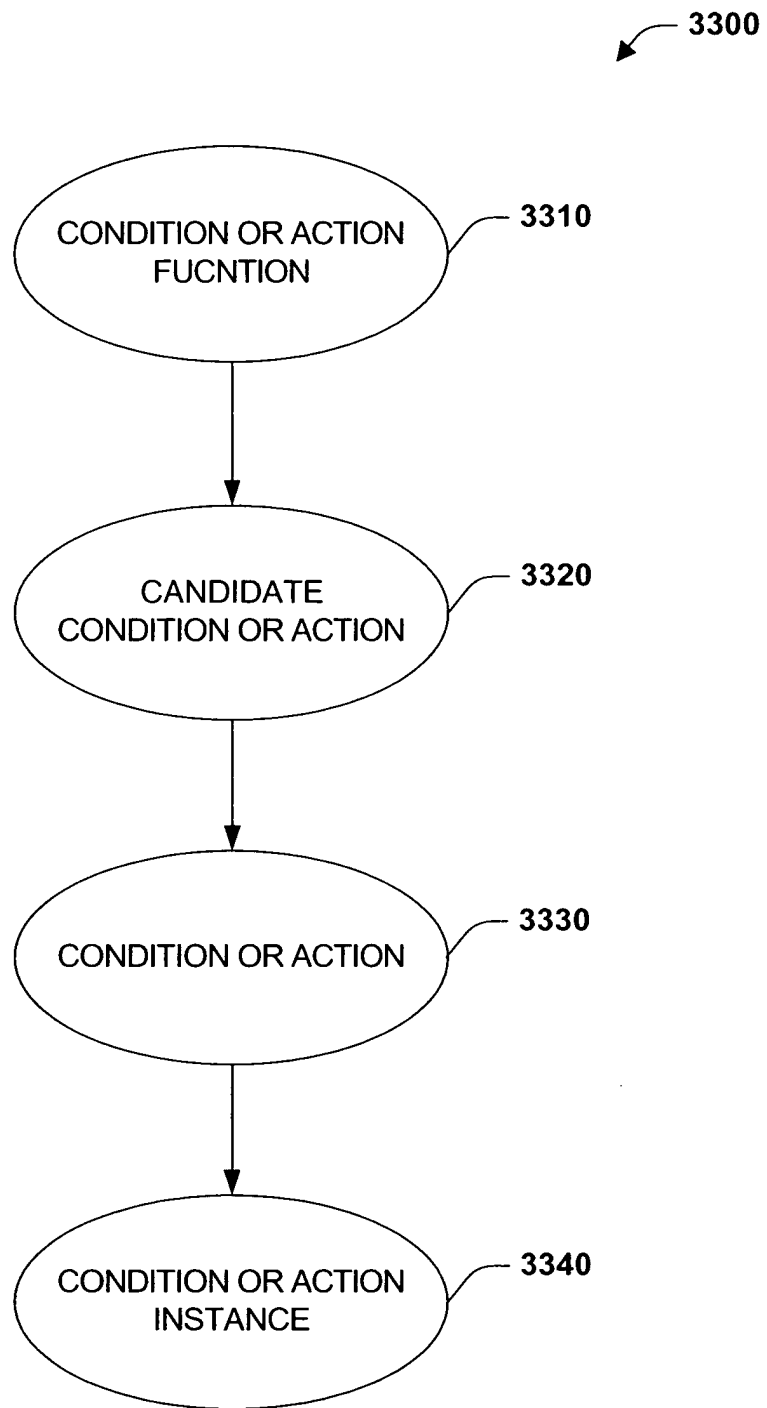 3300
CONDITION OR ACTION
FUCNTION
3310
CANDIDATE
CONDITION OR ACTION
3320
CONDITION OR ACTION
3330
CONDITION OR ACTION
INSTANCE
3340